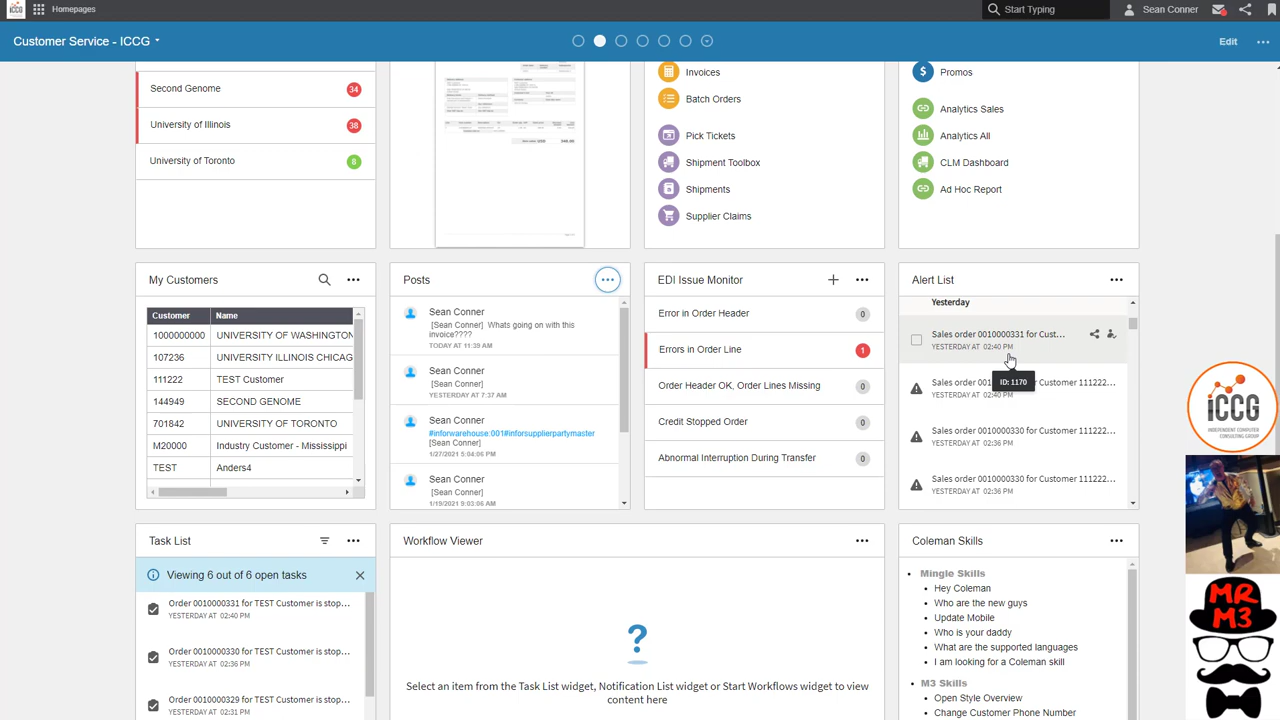 Homepages
Start Typing
Sean Conner
Customer Service - ICCG
Edit
Second Genome
34
University of Illinois
38
University of Toronto
8
Invoices
Batch Orders
Pick Tickets
Shipment Toolbox
Shipments
Supplier Claims
Promos
Analytics Sales
Analytics All
CLM Dashboard
Ad Hoc Report
My Customers
Customer Name
1000000000 UNIVERSITY OF WASHINGTON
107236 UNIVERSITY ILLINOIS CHICAG
111222 TEST Customer
144949 SECOND GENOME
701842 UNIVERSITY OF TORONTO
M20000 Industry Customer - Mississippi
TEST Anders4
Posts
Sean Conner
[Sean Conner] Whats going on with this
invoice????
TODAY AT 11:39 AM
Sean Conner
[Sean Conner]
YESTERDAY AT 7:37 AM
Sean Conner
#inforwarehouse:001#inforsupplierpartymaster
[Sean Conner]
1/27/2021 5:04:06 PM
Sean Conner
[Sean Conner]
1/19/2021 9:03:06 AM
EDI Issue Monitor
Error in Order Header 0
Errors in Order Line 1
Order Header OK, Order Lines Missing 0
Credit Stopped Order 0
Abnormal Interruption During Transfer 0
Alert List
Yesterday
Sales order 0010000331 for Cust...
YESTERDAY AT 02:40 PM
ID: 1170
Sales order 001 r Customer 111222...
YESTERDAY AT 02:40 PM
Sales order 0010000330 for Customer 111222...
YESTERDAY AT 02:36 PM
Sales order 0010000330 for Customer 111222...
YESTERDAY AT 02:36 PM
Task List
Viewing 6 out of 6 open tasks
Order 0010000331 for TEST Customer is stop...
YESTERDAY AT 02:40 PM
Order 0010000330 for TEST Customer is stop...
YESTERDAY AT 02:36 PM
Order 0010000329 for TEST Customer is stop...
YESTERDAY AT 02:31 PM
Workflow Viewer
?
Select an item from the Task List widget, Notification List widget or Start Workflows widget to view
content here
Coleman Skills
Mingle Skills
Hey Coleman
Who are the new guys
Update Mobile
Who is your daddy
What are the supported languages
I am looking for a Coleman skill
M3 Skills
Open Style Overview
Change Customer Phone Number
iCCG
INDEPENDENT COMPUTER
CONSULTING GROUP
MR
M3